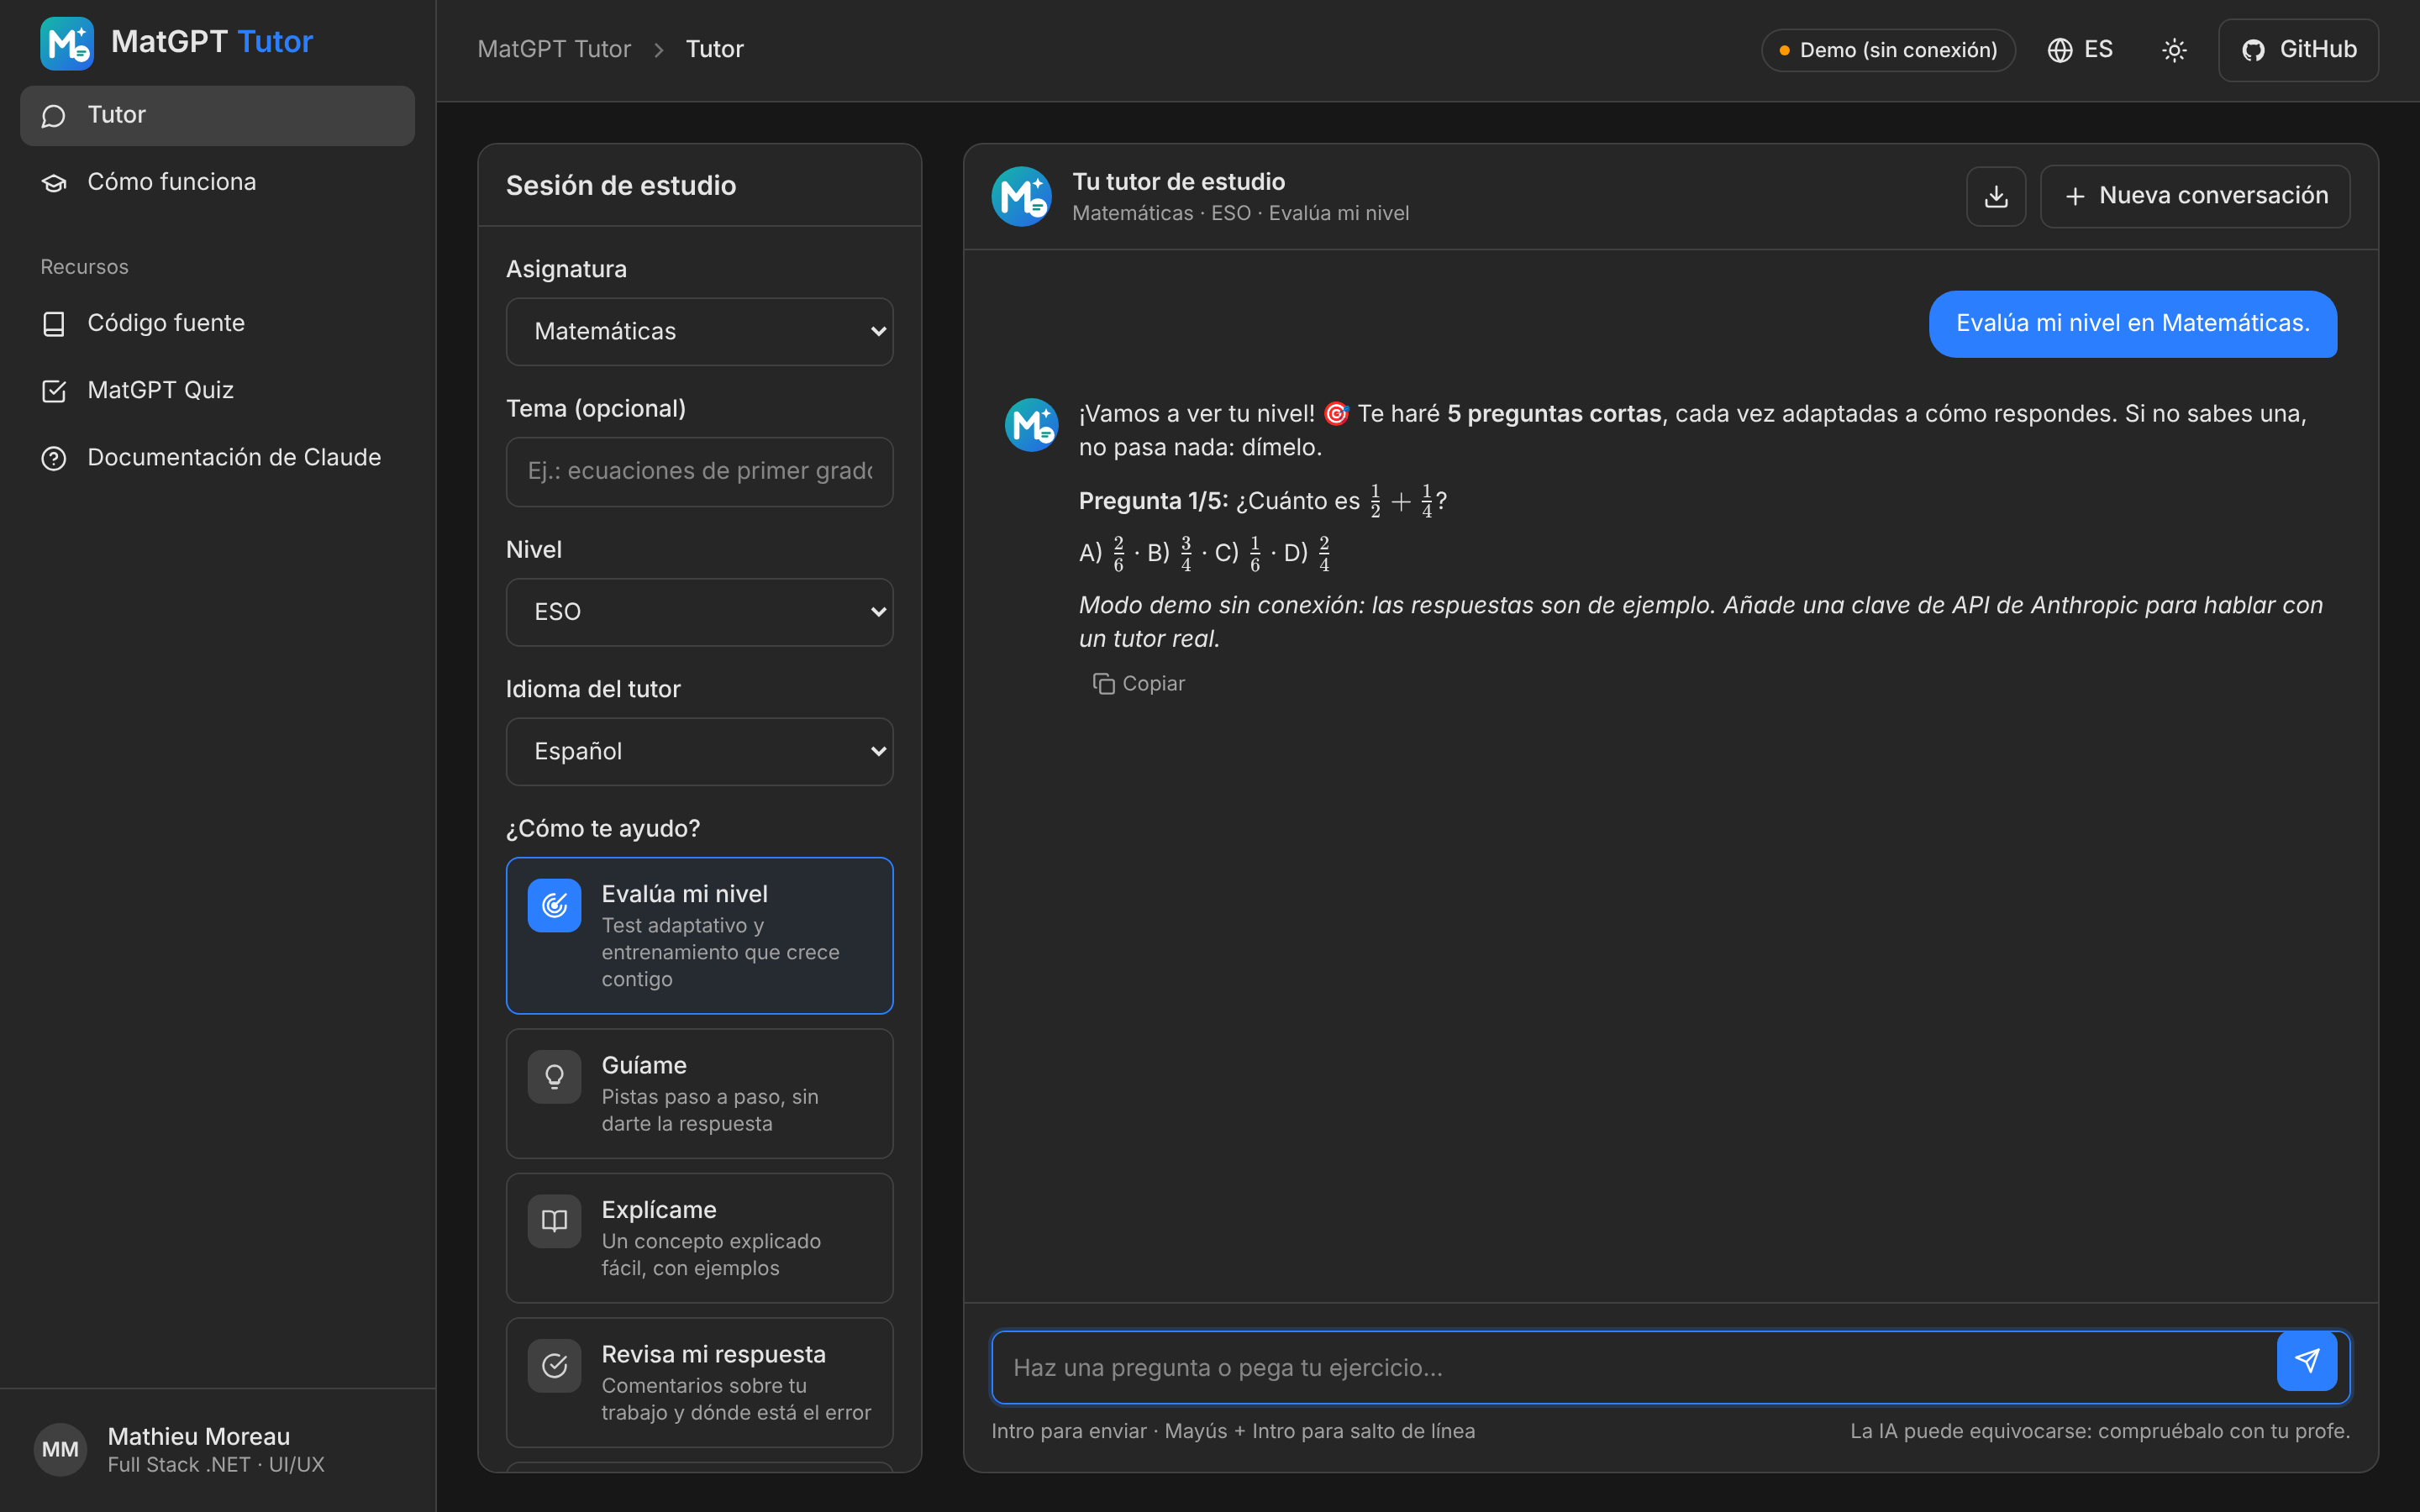 MatGPT Tutor
Tutor
Cómo funciona
Recursos
Código fuente
MatGPT Quiz
Documentación de Claude
MM
Mathieu Moreau
Full Stack .NET · UI/UX
MatGPT Tutor > Tutor
Demo (sin conexión)
ES
GitHub
Sesión de estudio
Asignatura
Matemáticas
Tema (opcional)
Ej.: ecuaciones de primer grado
Nivel
ESO
Idioma del tutor
Español
¿Cómo te ayudo?
Evalúa mi nivel
Test adaptativo y
entrenamiento que crece
contigo
Guíame
Pistas paso a paso, sin
darte la respuesta
Explícame
Un concepto explicado
fácil, con ejemplos
Revisa mi respuesta
Comentarios sobre tu
trabajo y dónde está el error
Tu tutor de estudio
Matemáticas · ESO · Evalúa mi nivel
Nueva conversación
Evalúa mi nivel en Matemáticas.
¡Vamos a ver tu nivel! 🎯 Te haré 5 preguntas cortas, cada vez adaptadas a cómo respondes. Si no sabes una,
no pasa nada: dímelo.
Pregunta 1/5: ¿Cuánto es 1/2 + 1/4?
A) 2/6 · B) 3/4 · C) 1/6 · D) 2/4
Modo demo sin conexión: las respuestas son de ejemplo. Añade una clave de API de Anthropic para hablar con
un tutor real.
Copiar
Haz una pregunta o pega tu ejercicio...
Intro para enviar · Mayús + Intro para salto de línea
La IA puede equivocarse: compruébalo con tu profe.